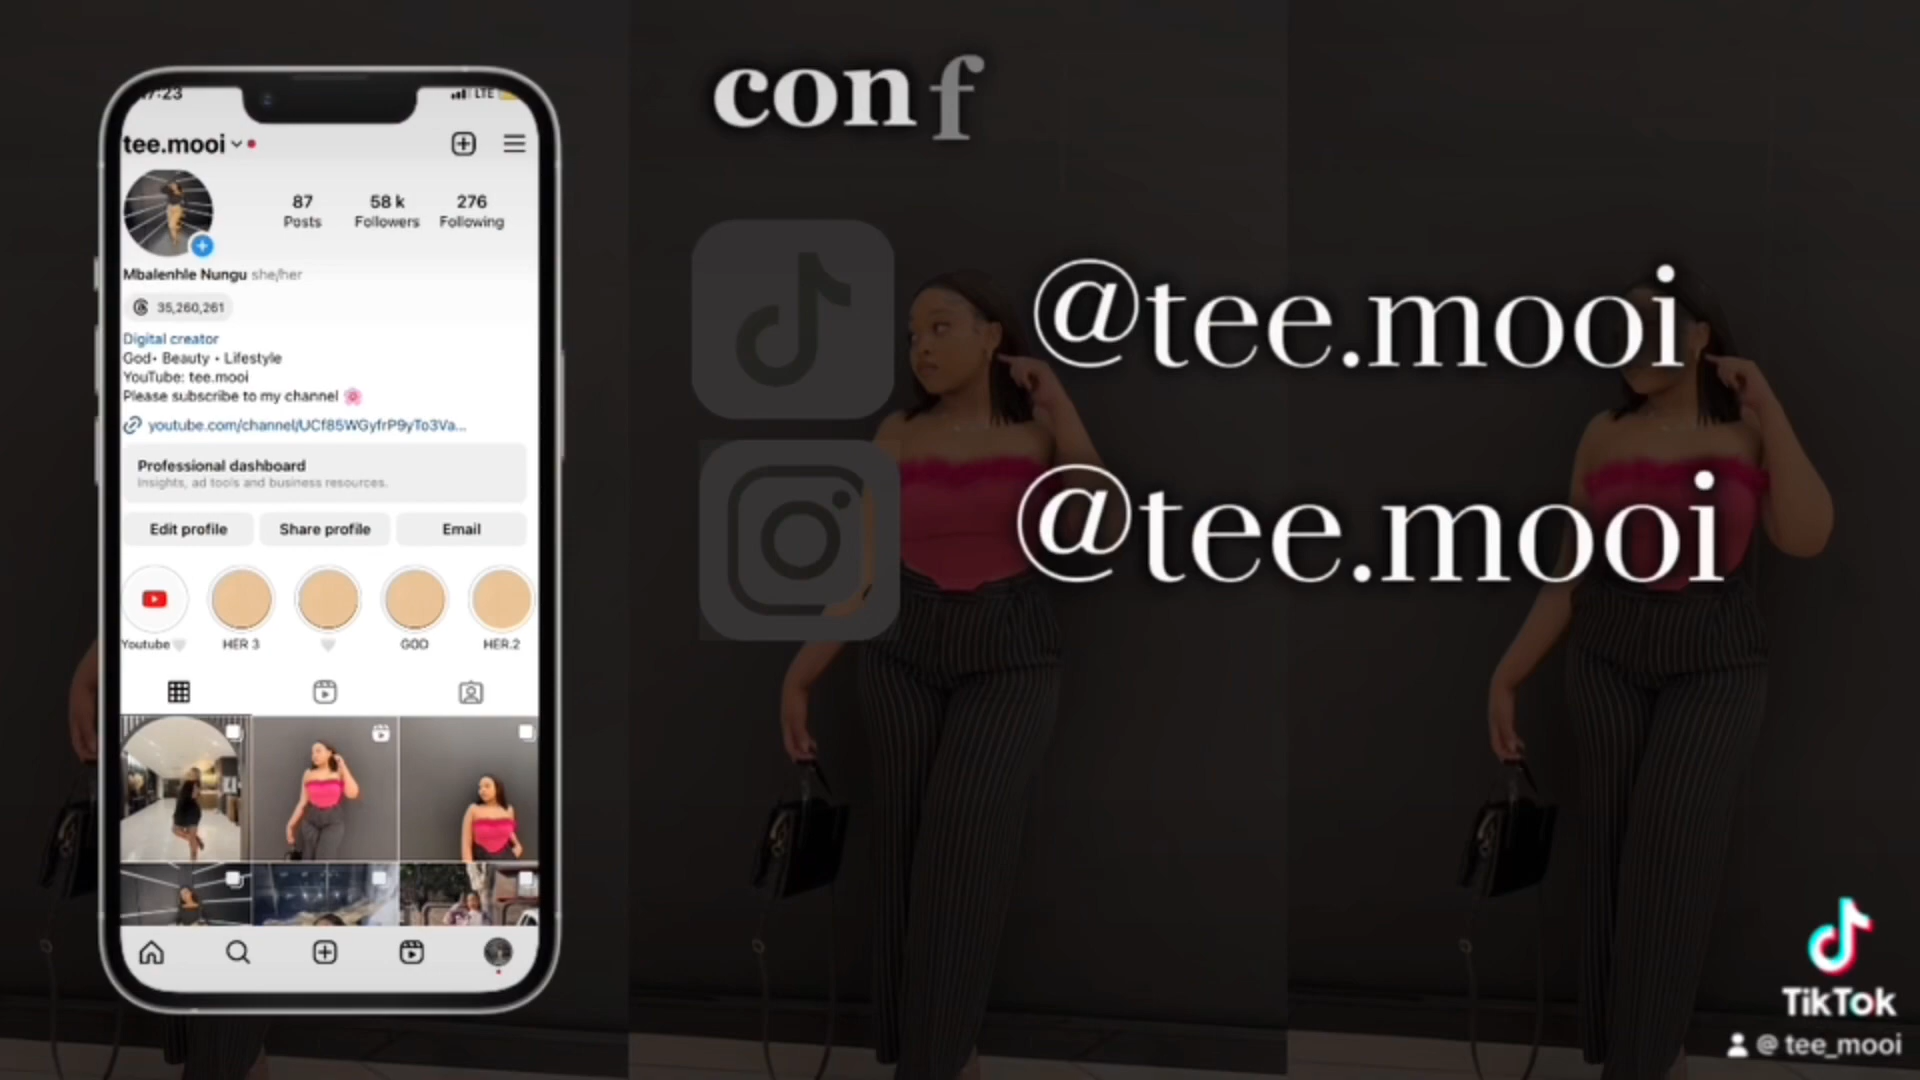 conf
7:23
LTE
tee.mooi
87
58 k
276
Posts
Followers
Following
Mbalenhle Nungu she/her
35,260,261
Digital creator
God• Beauty • Lifestyle
YouTube: tee.mooi
Please subscribe to my channel 🌸
youtube.com/channel/UCf85WGyfrP9yTo3Va...
Professional dashboard
Insights, ad tools and business resources.
Edit profile
Share profile
Email
Youtube🤍
HER 3
🤍
GOD
HER.2
@tee.mooi
@tee.mooi
TikTok
@ tee_mooi